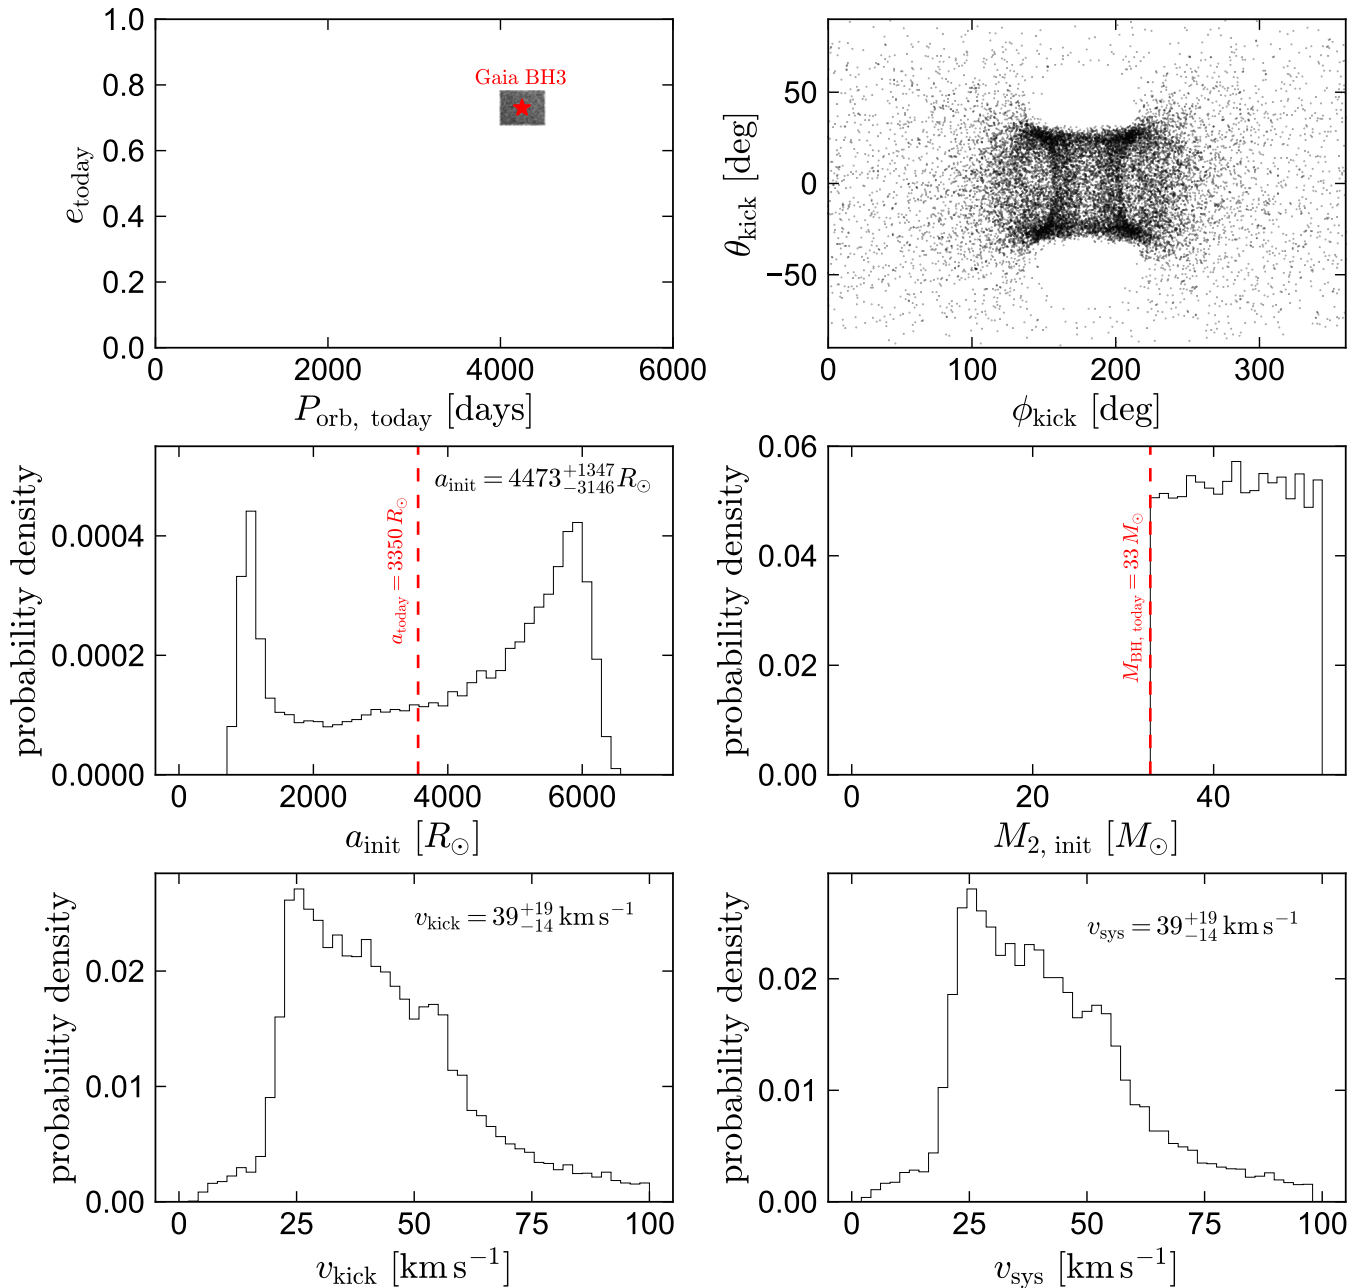 1.0
0.8
0.6
0.4
0.2
0.0
e_today
Gaia BH3
0 2000 4000 6000
P_orb, today [days]
50
0
−50
θ_kick [deg]
0 100 200 300
ϕ_kick [deg]
0.0004
0.0002
0.0000
probability density
a_today = 3350 R_⊙
a_init = 4473^{+1347}_{−3146} R_⊙
0 2000 4000 6000
a_init [R_⊙]
0.06
0.04
0.02
0.00
probability density
M_BH, today = 33 M_⊙
0 20 40
M_2, init [M_⊙]
0.02
0.01
0.00
probability density
v_kick = 39^{+19}_{−14} km s^{−1}
0 25 50 75 100
v_kick [km s^{−1}]
0.02
0.01
0.00
probability density
v_sys = 39^{+19}_{−14} km s^{−1}
0 25 50 75 100
v_sys [km s^{−1}]